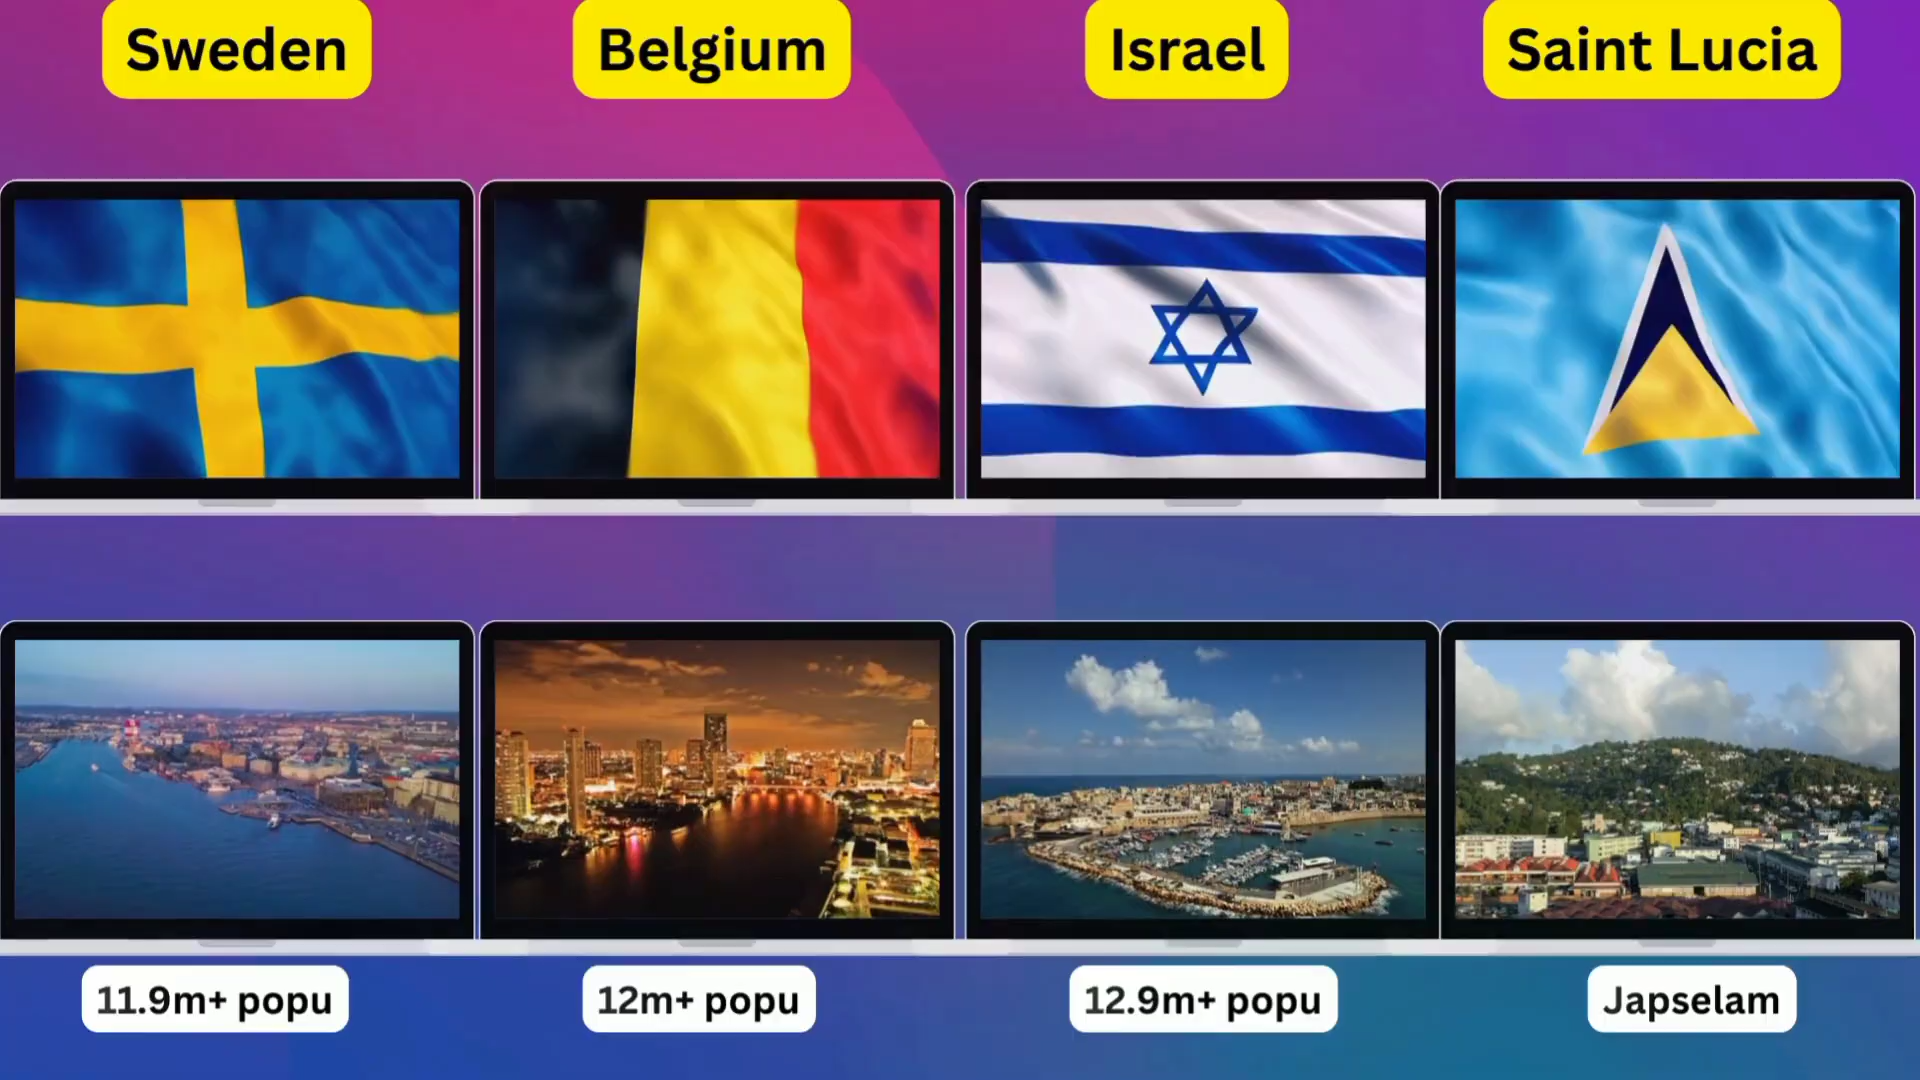 Sweden
Belgium
Israel
Saint Lucia
11.9m+ popu
12m+ popu
12.9m+ popu
Japselam